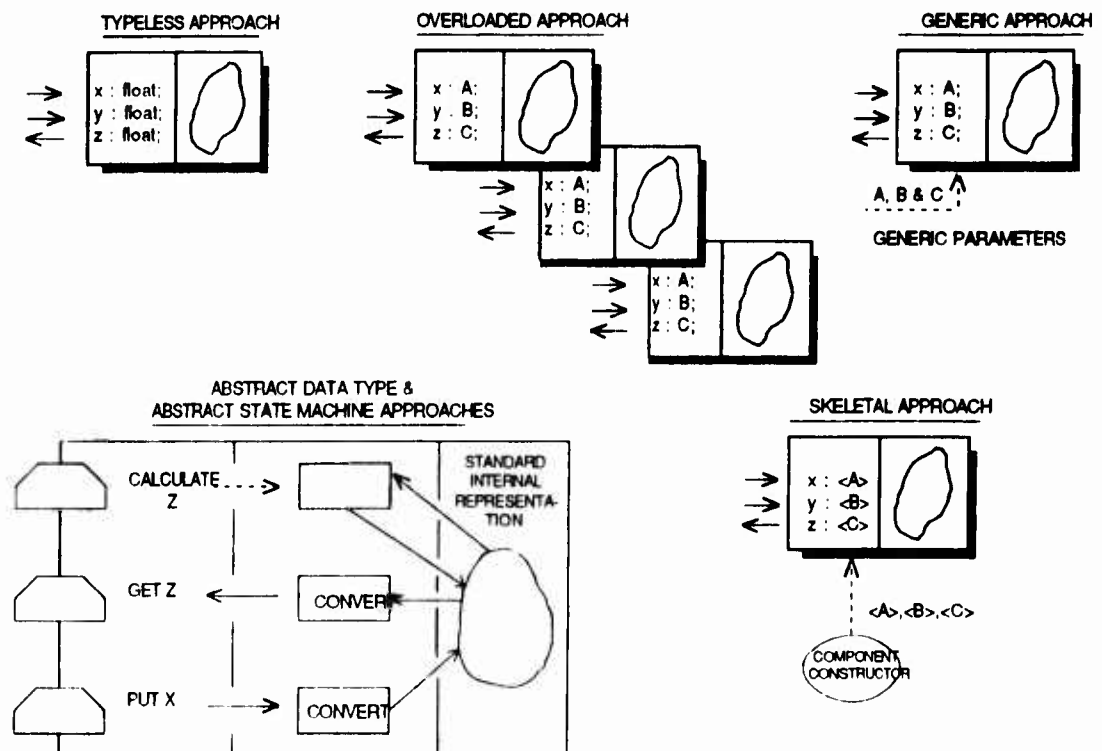 TYPELESS APPROACH
x : float;
y : float;
z : float;
OVERLOADED APPROACH
x : A;
y : B;
z : C;
x : A;
y : B;
z : C;
x : A;
y : B;
z : C;
GENERIC APPROACH
x : A;
y : B;
z : C;
A, B & C
GENERIC PARAMETERS
ABSTRACT DATA TYPE &
ABSTRACT STATE MACHINE APPROACHES
CALCULATE
Z
STANDARD
INTERNAL
REPRESENTA-
TION
GET Z
CONVERT
PUT X
CONVERT
SKELETAL APPROACH
x : <A>
y : <B>
z : <C>
<A>,<B>,<C>
COMPONENT
CONSTRUCTOR